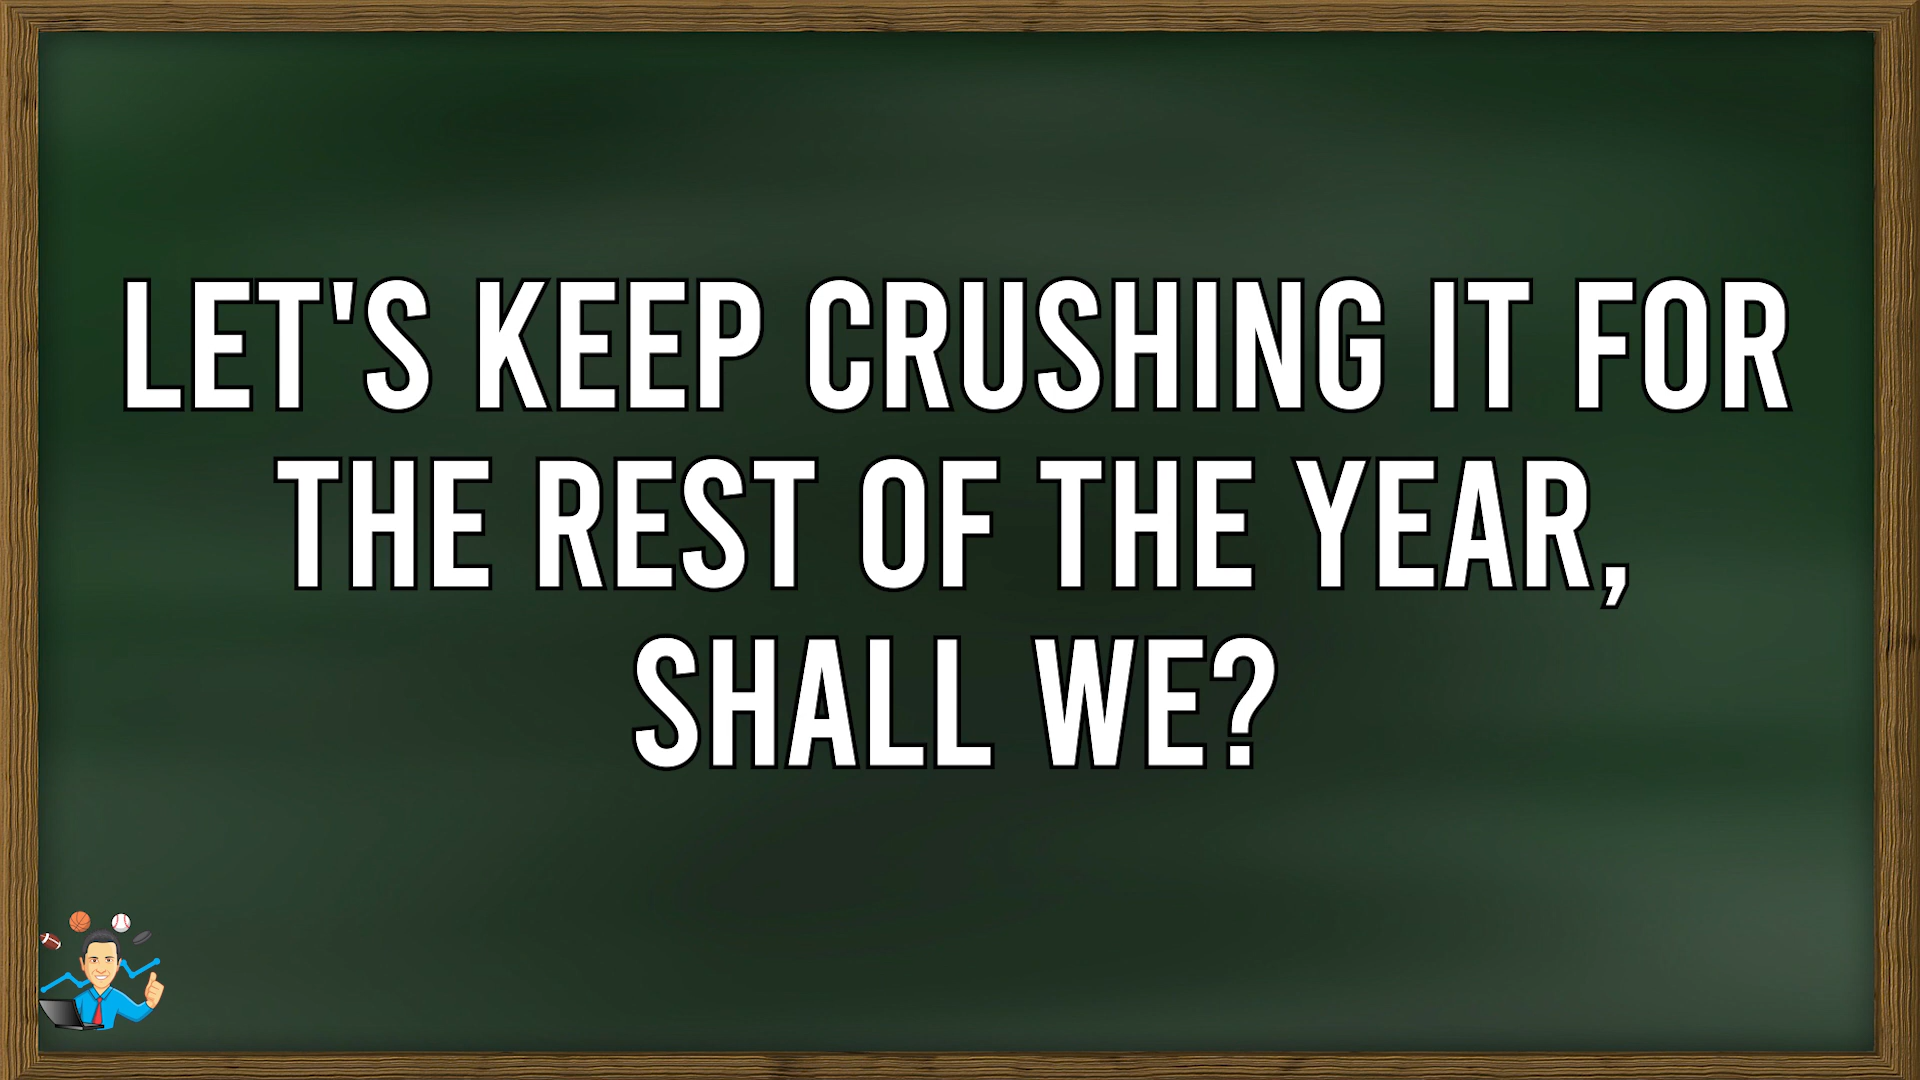 LET'S KEEP CRUSHING IT FOR
THE REST OF THE YEAR,
SHALL WE?